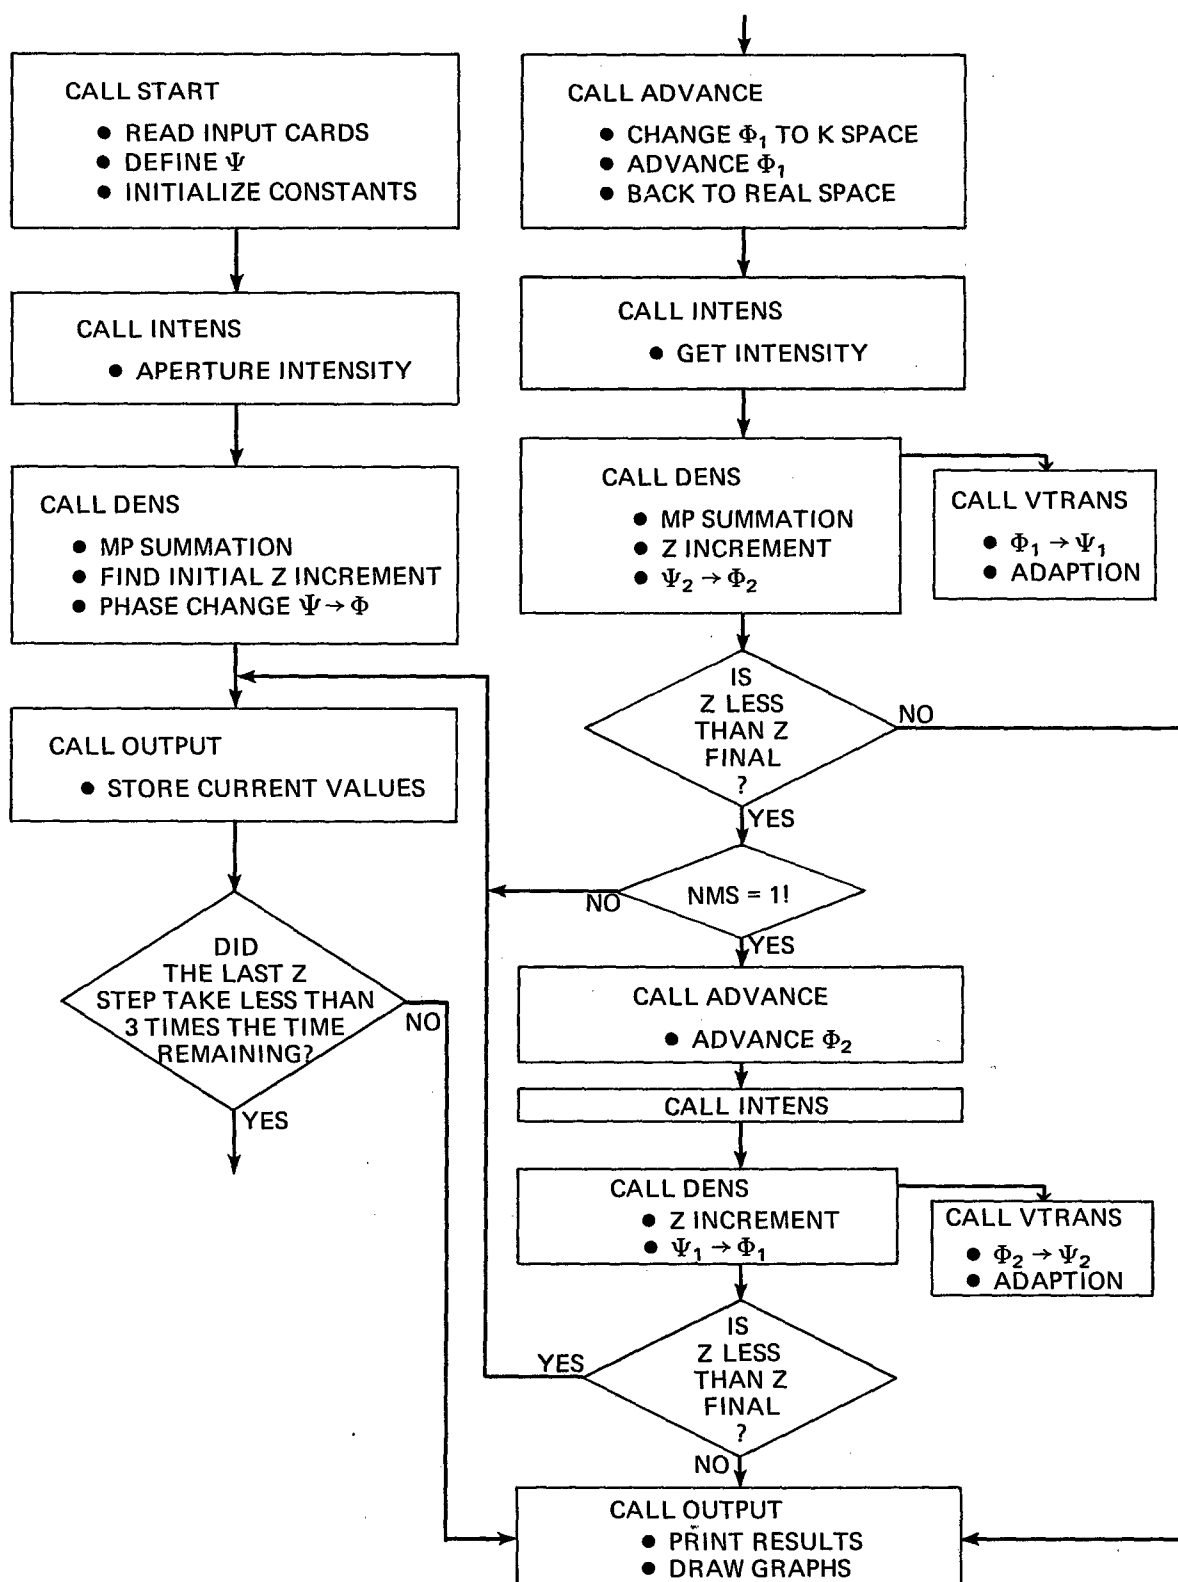 CALL START
● READ INPUT CARDS
● DEFINE Ψ
● INITIALIZE CONSTANTS
CALL INTENS
● APERTURE INTENSITY
CALL DENS
● MP SUMMATION
● FIND INITIAL Z INCREMENT
● PHASE CHANGE Ψ → Φ
CALL OUTPUT
● STORE CURRENT VALUES
DID
THE LAST Z
STEP TAKE LESS THAN
3 TIMES THE TIME
REMAINING?
NO
YES
CALL ADVANCE
● CHANGE Φ₁ TO K SPACE
● ADVANCE Φ₁
● BACK TO REAL SPACE
CALL INTENS
● GET INTENSITY
CALL DENS
● MP SUMMATION
● Z INCREMENT
● Ψ₂ → Φ₂
CALL VTRANS
● Φ₁ → Ψ₁
● ADAPTION
IS
Z LESS
THAN Z
FINAL
?
NO
YES
NMS = 1!
NO
YES
CALL ADVANCE
● ADVANCE Φ₂
CALL INTENS
CALL DENS
● Z INCREMENT
● Ψ₁ → Φ₁
CALL VTRANS
● Φ₂ → Ψ₂
● ADAPTION
IS
Z LESS
THAN Z
FINAL
?
YES
NO
CALL OUTPUT
● PRINT RESULTS
● DRAW GRAPHS